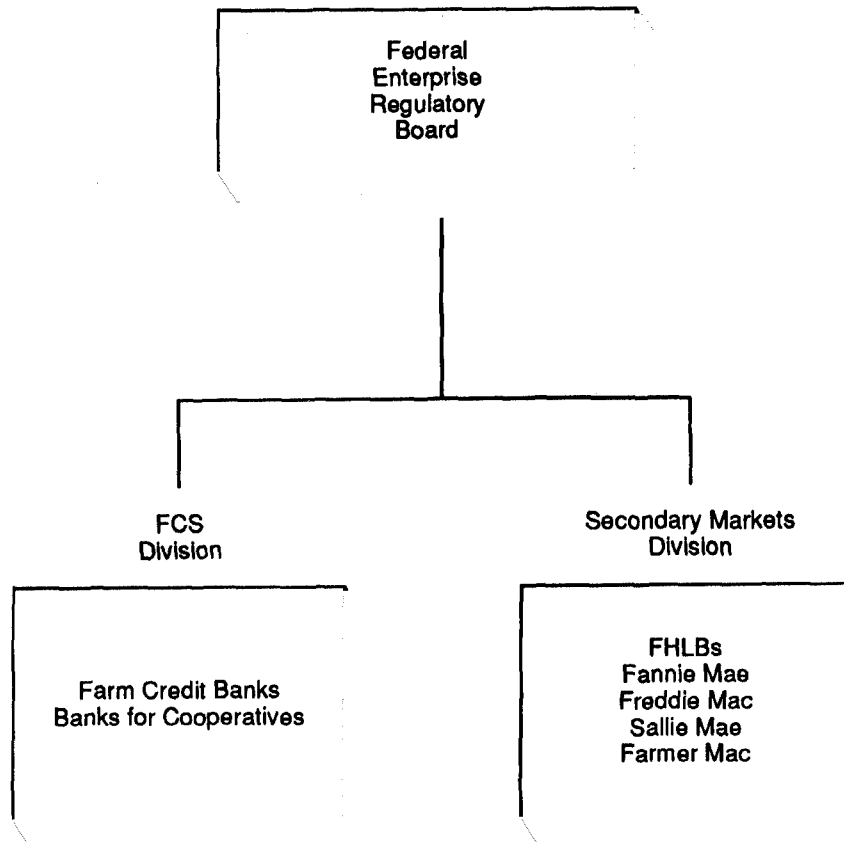 Federal
Enterprise
Regulatory
Board
FCS
Division
Secondary Markets
Division
Farm Credit Banks
Banks for Cooperatives
FHLBs
Fannie Mae
Freddie Mac
Sallie Mae
Farmer Mac